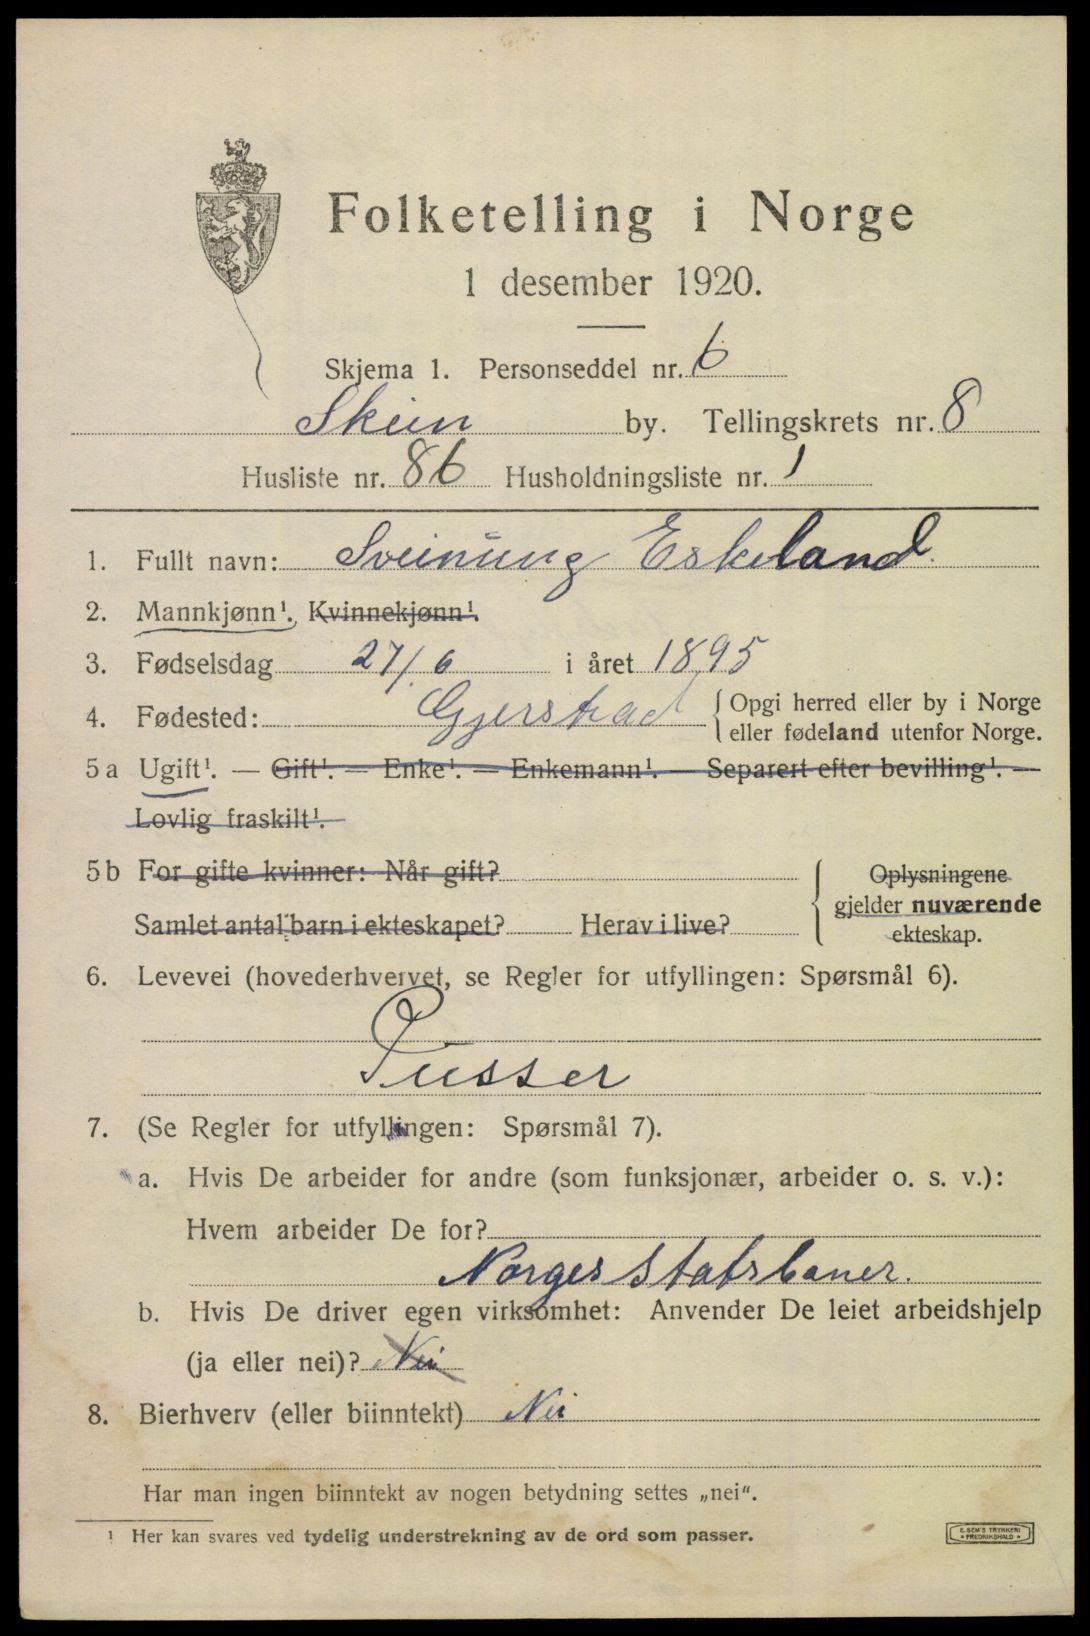 Folketelling i Norge
1 desember 1920.
Skjema 1. Personseddel nr. 6
Skien by. Tellingskrets nr. 8
Husliste nr. 86 Husholdningsliste nr. 1
1. Fullt navn: Sveinung Eskeland.
2. Mannkjønn¹. Kvinnekjønn¹.
3. Fødselsdag 27/6 i året 1895
4. Fødested: Gjerstad { Opgi herred eller by i Norge
eller fødeland utenfor Norge.
5 a Ugift¹. — Gift¹. — Enke¹. — Enkemann¹. — Separert efter bevilling¹. —
Lovlig fraskilt¹.
5 b For gifte kvinner: Når gift? Oplysningene
gjelder nuværende
Samlet antal barn i ekteskapet? Herav i live? ekteskap.
6. Levevei (hovederhvervet, se Regler for utfyllingen: Spørsmål 6).
Pusser
7. (Se Regler for utfyllingen: Spørsmål 7).
a. Hvis De arbeider for andre (som funksjonær, arbeider o. s. v.):
Hvem arbeider De for?
Norges Statsbaner.
b. Hvis De driver egen virksomhet: Anvender De leiet arbeidshjelp
(ja eller nei)? Nei
8. Bierhverv (eller biinntekt) Nei
Har man ingen biinntekt av nogen betydning settes „nei".
¹ Her kan svares ved tydelig understrekning av de ord som passer.
E. SEM'S TRYKKERI
• FREDRIKSHALD •